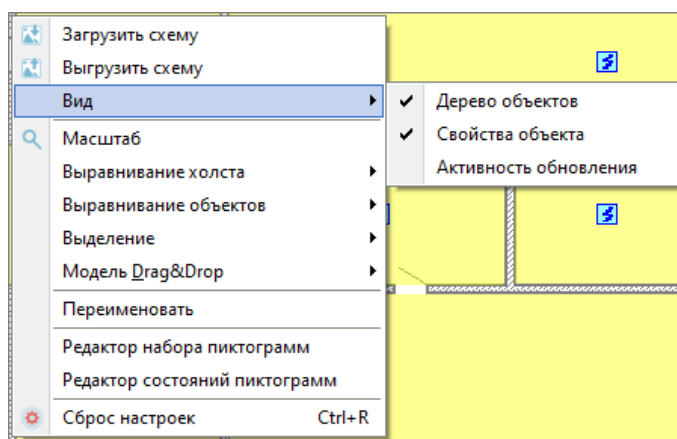 Загрузить схему
Выгрузить схему
Вид
Масштаб
Выравнивание холста
Выравнивание объектов
Выделение
Модель Drag&Drop
Переименовать
Редактор набора пиктограмм
Редактор состояний пиктограмм
Сброс настроек Ctrl+R
Дерево объектов
Свойства объекта
Активность обновления